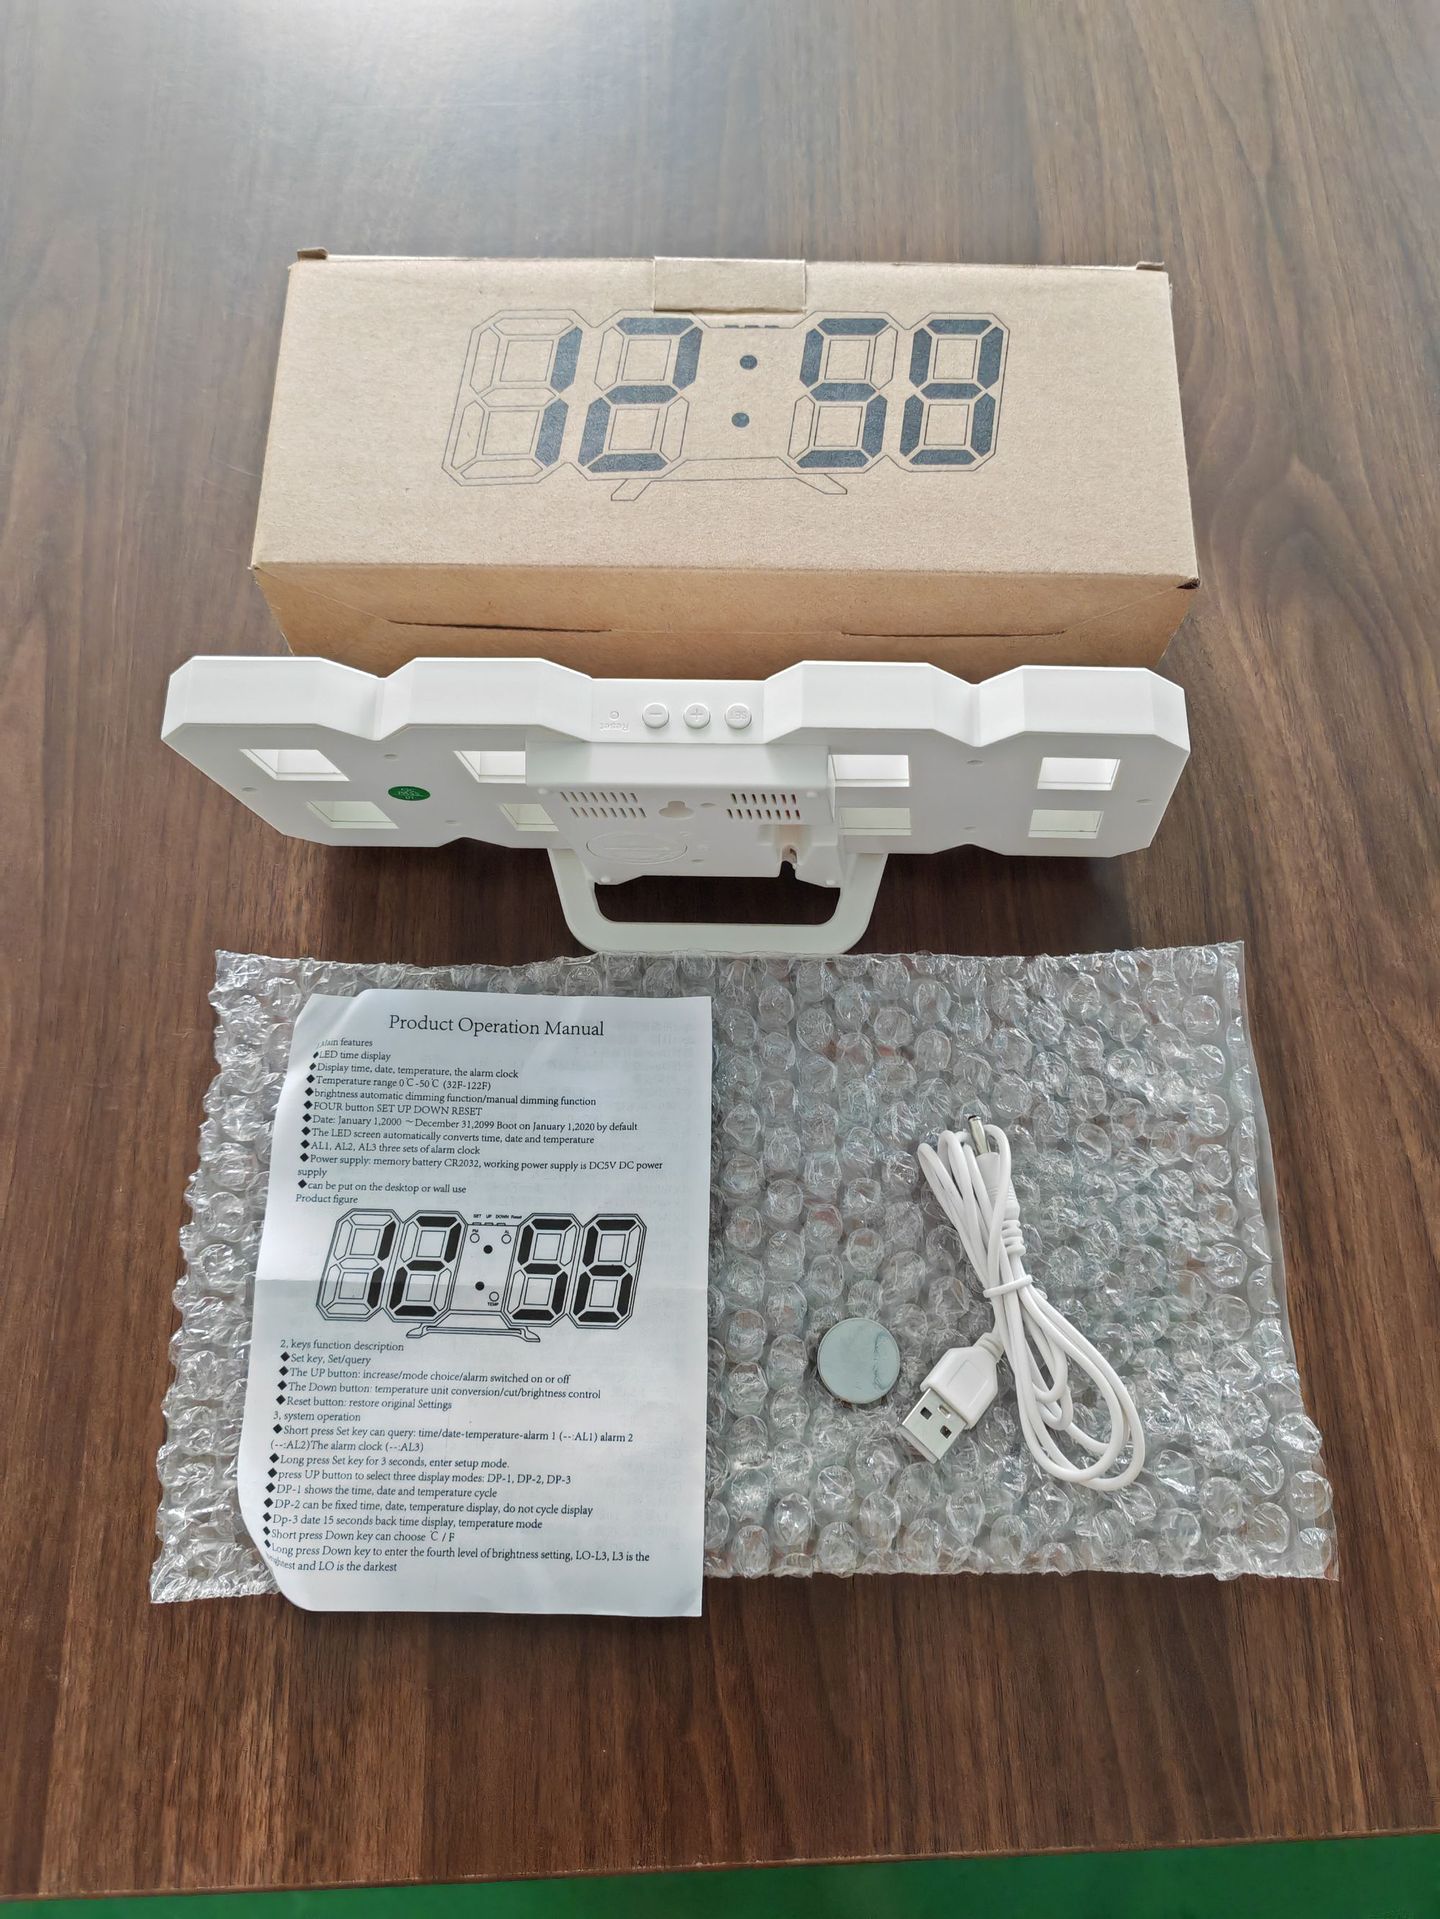 12:58
Reset
−
+
SET
QC
PASS
01
Product Operation Manual
Main features
◆LED time display
◆Display time, date, temperature, the alarm clock
◆Temperature range 0℃-50℃ (32F-122F)
◆brightness automatic dimming function/manual dimming function
◆FOUR button SET UP DOWN RESET
◆Date: January 1,2000 ～December 31,2099 Boot on January 1,2020 by default
◆The LED screen automatically converts time, date and temperature
◆AL1, AL2, AL3 three sets of alarm clock
◆Power supply: memory battery CR2032, working power supply is DC5V DC power
supply
◆can be put on the desktop or wall use
Product figure
SET UP DOWN Reset
PM AL
12:56
TEMP
2, keys function description
◆Set key, Set/query
◆The UP button: increase/mode choice/alarm switched on or off
◆The Down button: temperature unit conversion/cut/brightness control
◆Reset button: restore original Settings
3, system operation
◆Short press Set key can query: time/date-temperature-alarm 1 (--:AL1) alarm 2
(--:AL2)The alarm clock (--:AL3)
◆Long press Set key for 3 seconds, enter setup mode.
◆press UP button to select three display modes: DP-1, DP-2, DP-3
◆DP-1 shows the time, date and temperature cycle
◆DP-2 can be fixed time, date, temperature display, do not cycle display
◆Dp-3 date 15 seconds back time display, temperature mode
◆Short press Down key can choose ℃ / F
◆Long press Down key to enter the fourth level of brightness setting, LO-L3, L3 is the
and LO is the darkest